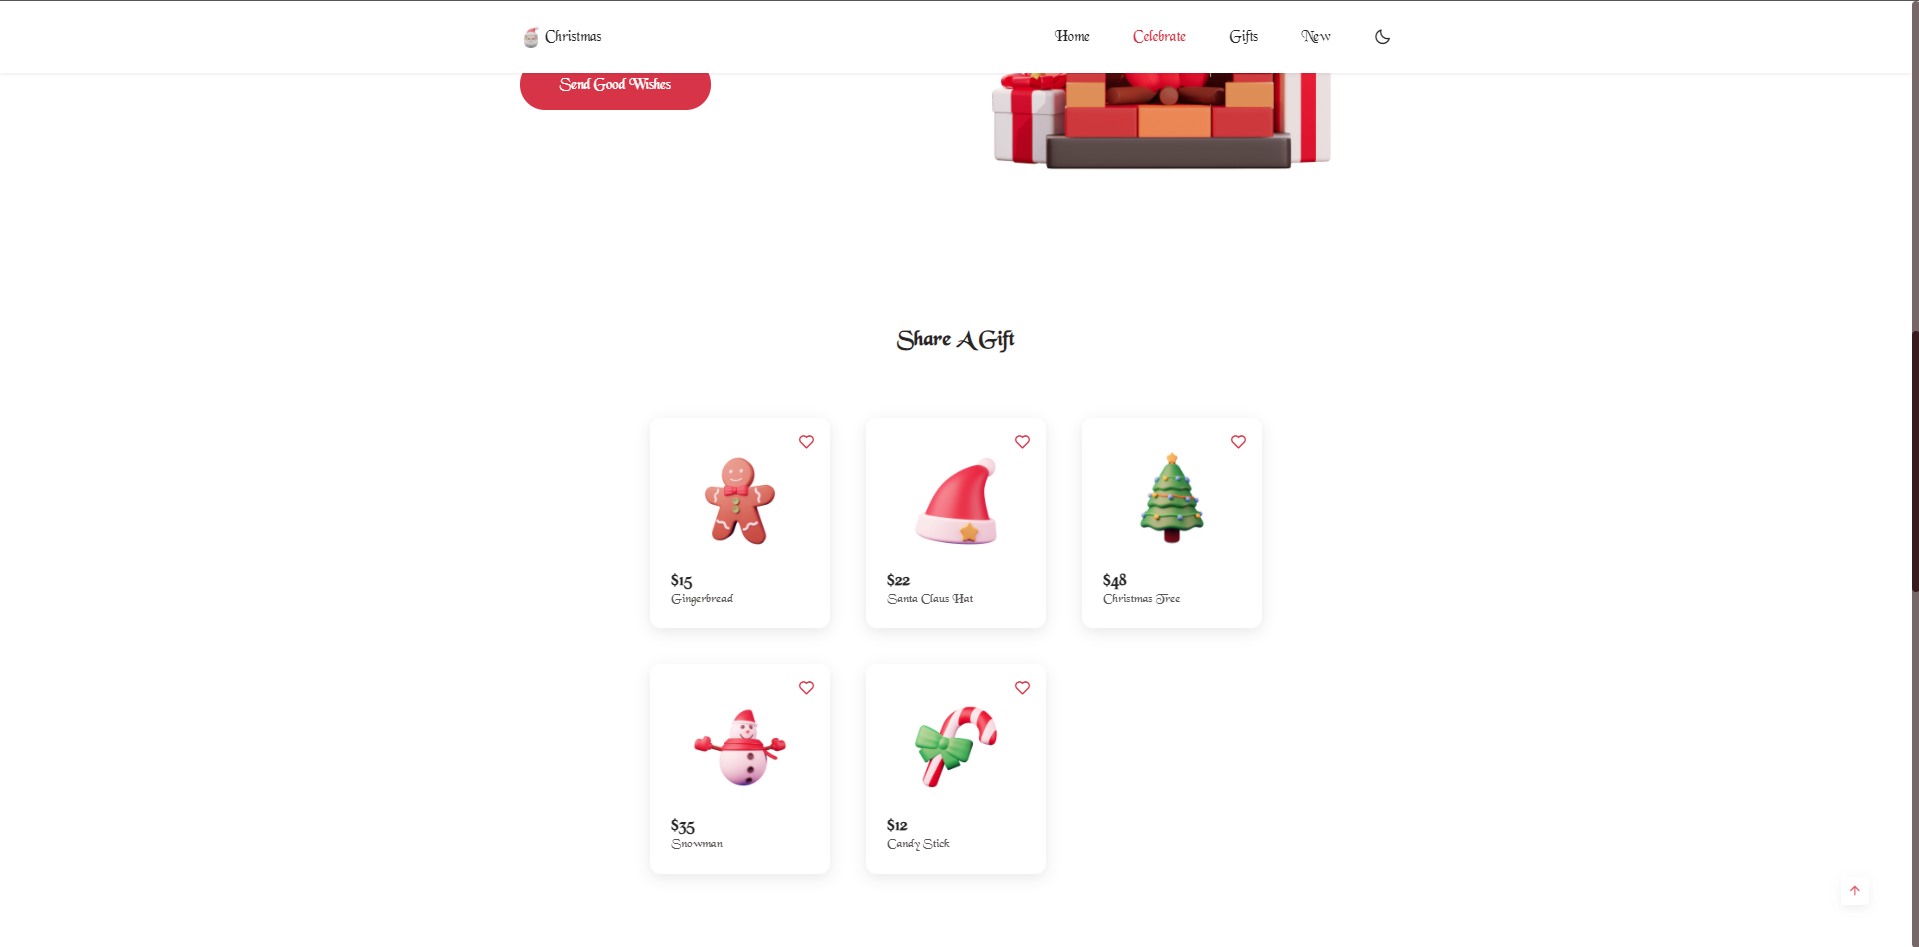 Christmas
Home
Celebrate
Gifts
New
Send Good Wishes
Share A Gift
$15
Gingerbread
$22
Santa Claus Hat
$48
Christmas Tree
$35
Snowman
$12
Candy Stick